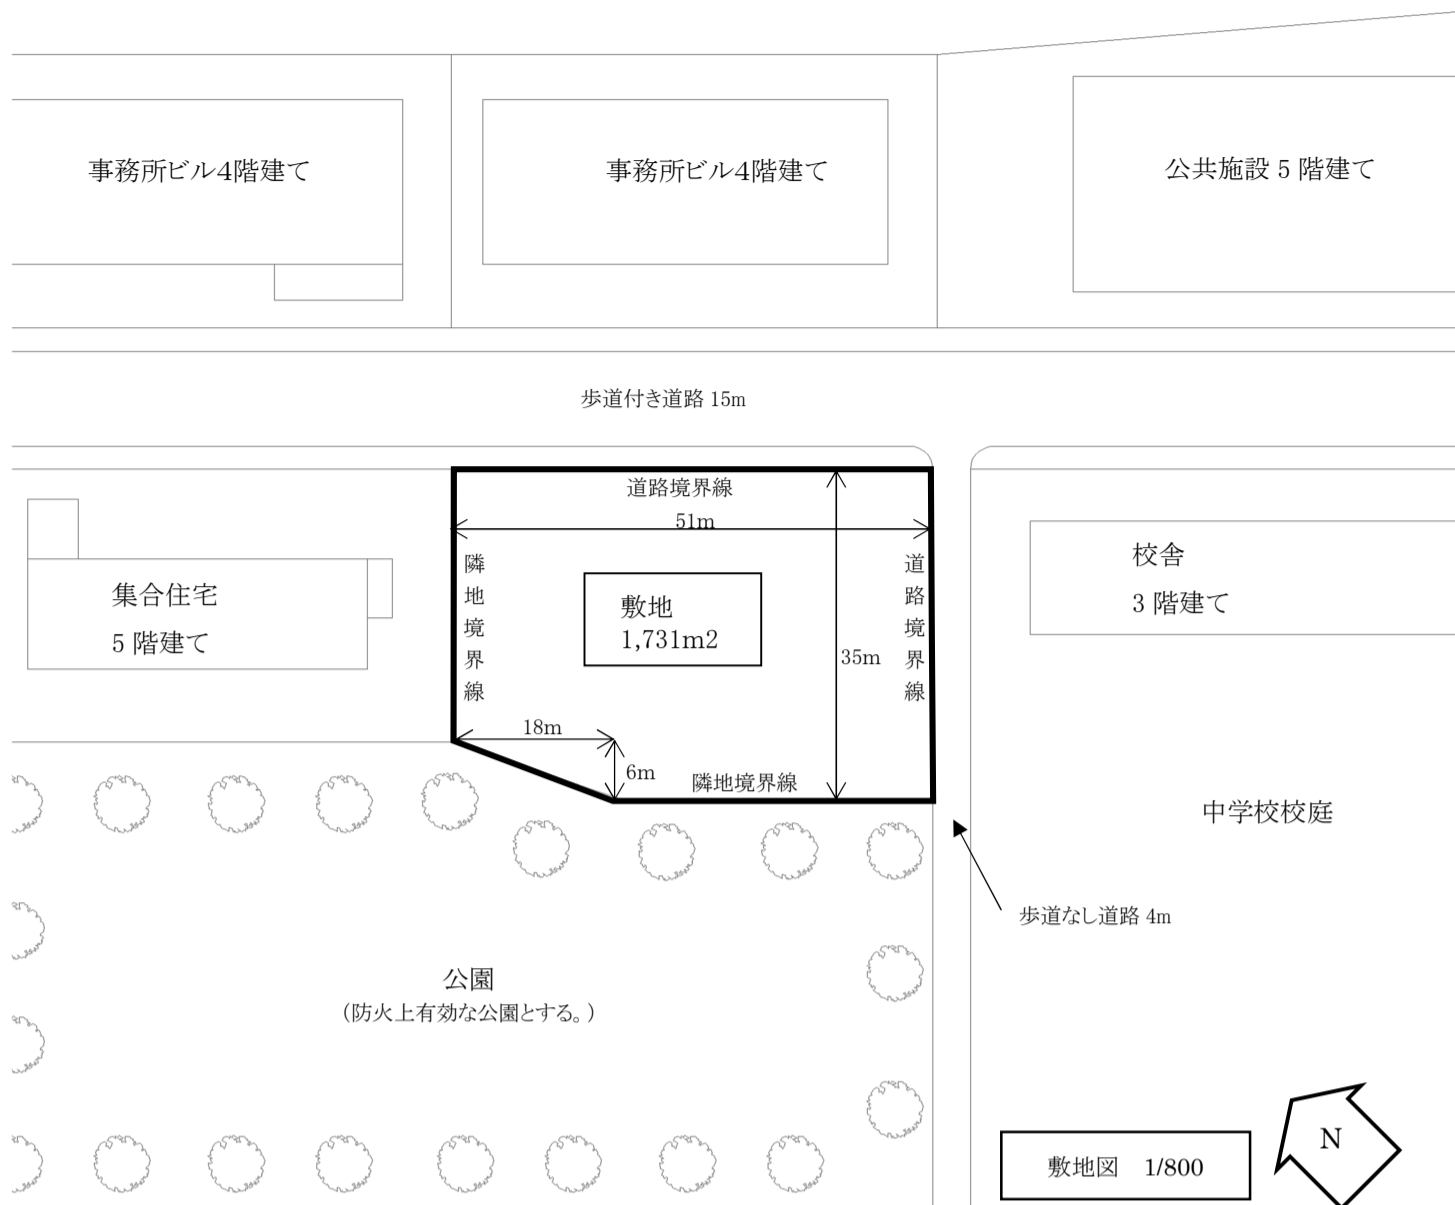 事務所ビル4階建て
事務所ビル4階建て
公共施設 5 階建て
歩道付き道路 15m
道路境界線
51m
隣地境界線
道路境界線
敷地
1,731m2
35m
集合住宅
5 階建て
校舎
3 階建て
18m
6m
隣地境界線
中学校校庭
歩道なし道路 4m
公園
(防火上有効な公園とする。)
敷地図 1/800
N